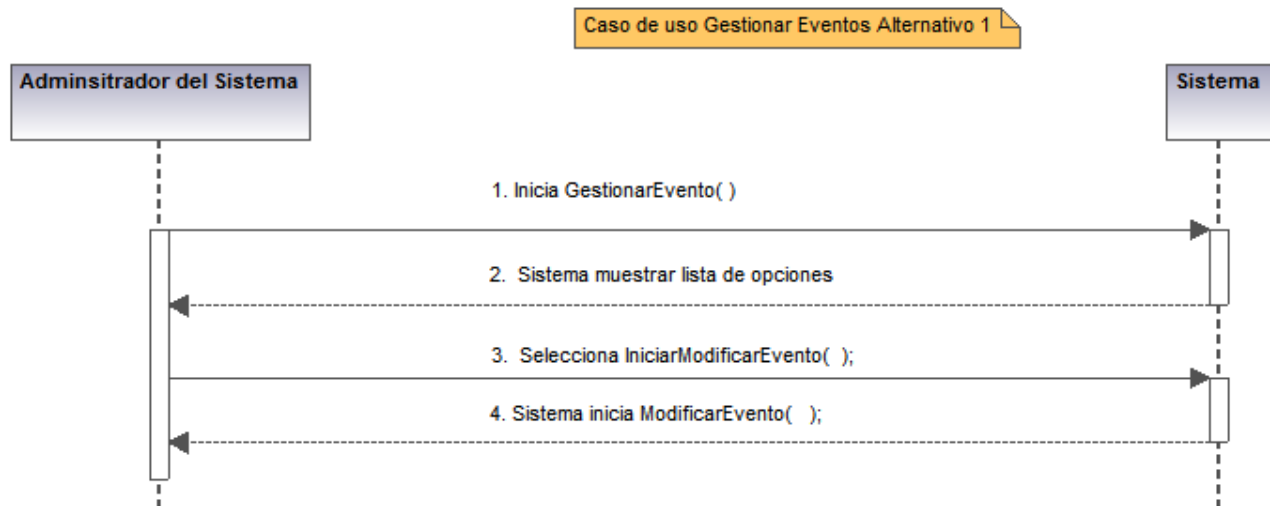 Caso de uso Gestionar Eventos Alternativo 1
Adminsitrador del Sistema
Sistema
1. Inicia GestionarEvento( )
2. Sistema muestrar lista de opciones
3. Selecciona IniciarModificarEvento( );
4. Sistema inicia ModificarEvento( );